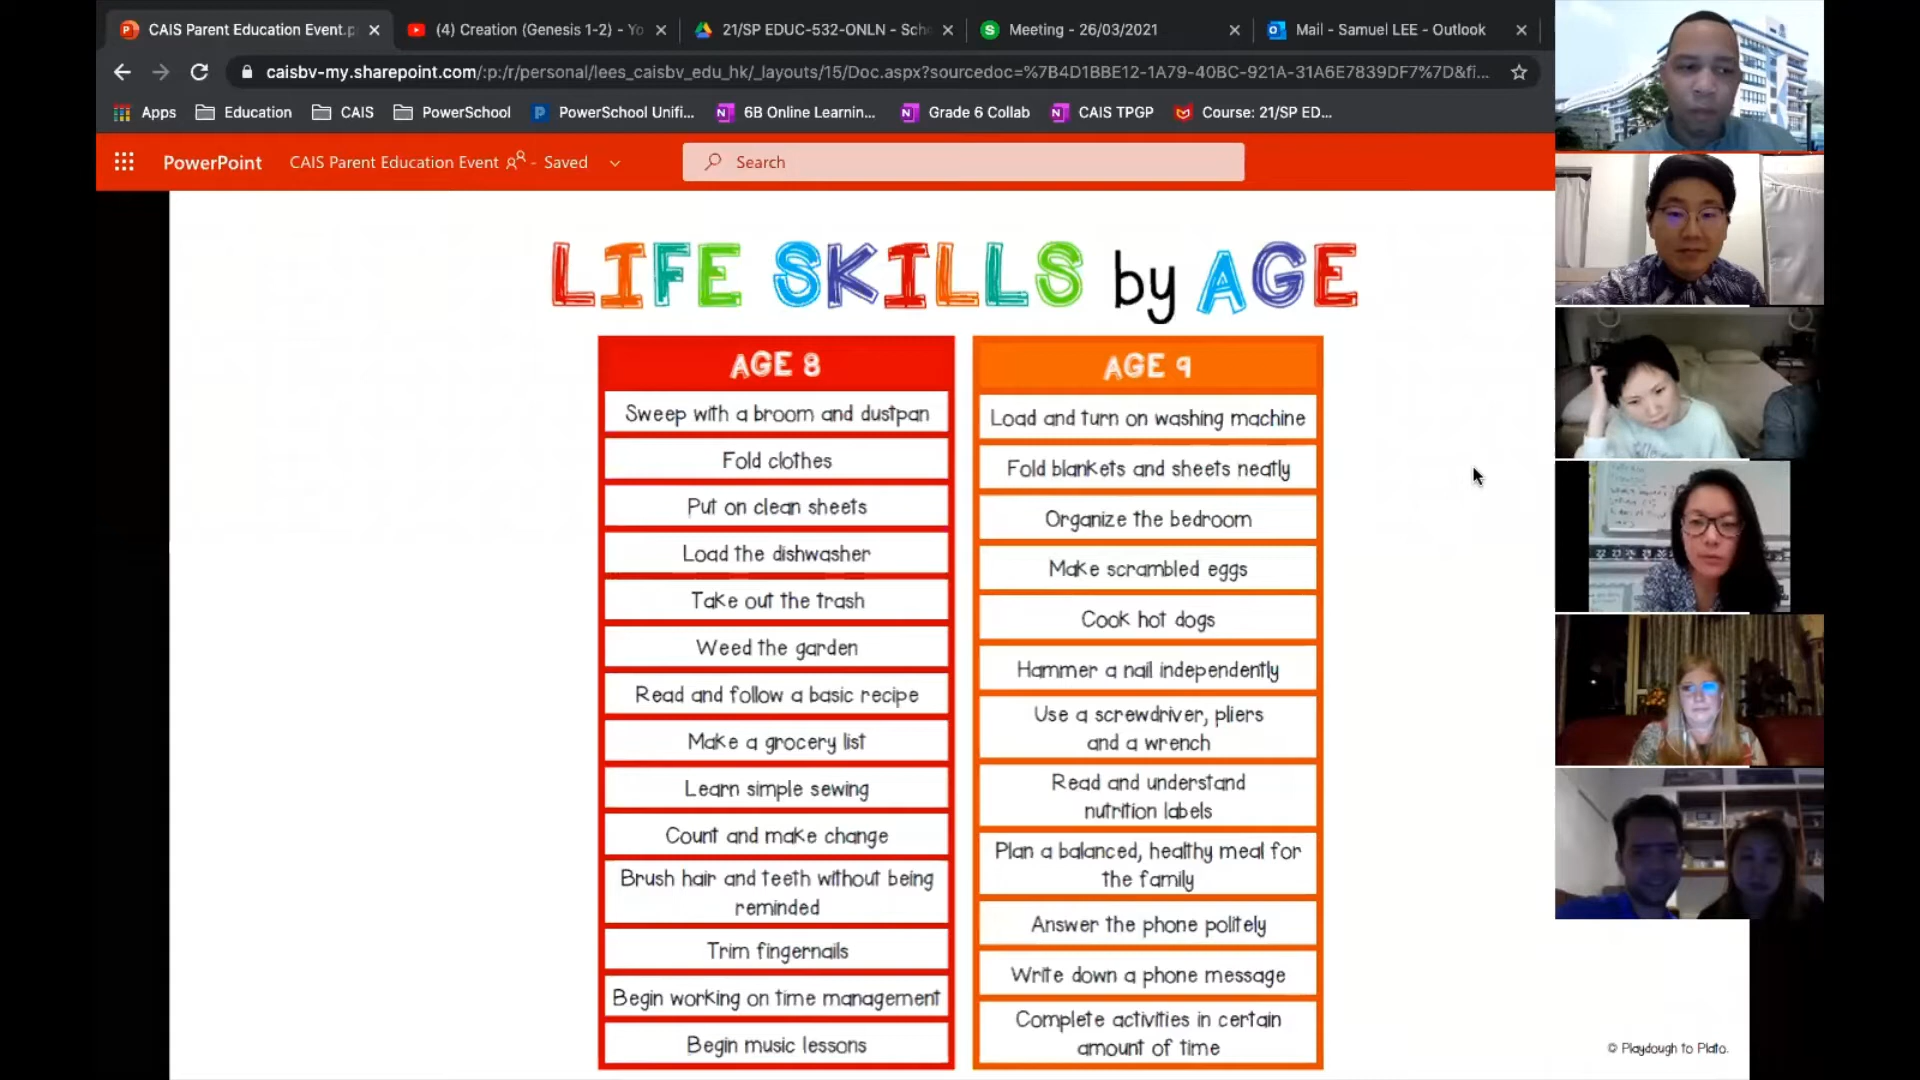 CAIS Parent Education Event.p
(4) Creation (Genesis 1-2) - Yo
21/SP EDUC-532-ONLN - Sch
Meeting - 26/03/2021
Mail - Samuel LEE - Outlook
caisbv-my.sharepoint.com/:p:/r/personal/lees_caisbv_edu_hk/_layouts/15/Doc.aspx?sourcedoc=%7B4D1BBE12-1A79-40BC-921A-31A6E7839DF7%7D&fi...
Apps
Education
CAIS
PowerSchool
PowerSchool Unifi...
6B Online Learnin...
Grade 6 Collab
CAIS TPGP
Course: 21/SP ED...
PowerPoint
CAIS Parent Education Event - Saved
Search
LIFE SKILLS by AGE
AGE 8
Sweep with a broom and dustpan
Fold clothes
Put on clean sheets
Load the dishwasher
Take out the trash
Weed the garden
Read and follow a basic recipe
Make a grocery list
Learn simple sewing
Count and make change
Brush hair and teeth without being
reminded
Trim fingernails
Begin working on time management
Begin music lessons
AGE 9
Load and turn on washing machine
Fold blankets and sheets neatly
Organize the bedroom
Make scrambled eggs
Cook hot dogs
Hammer a nail independently
Use a screwdriver, pliers
and a wrench
Read and understand
nutrition labels
Plan a balanced, healthy meal for
the family
Answer the phone politely
Write down a phone message
Complete activities in certain
amount of time
© Playdough to Plato.